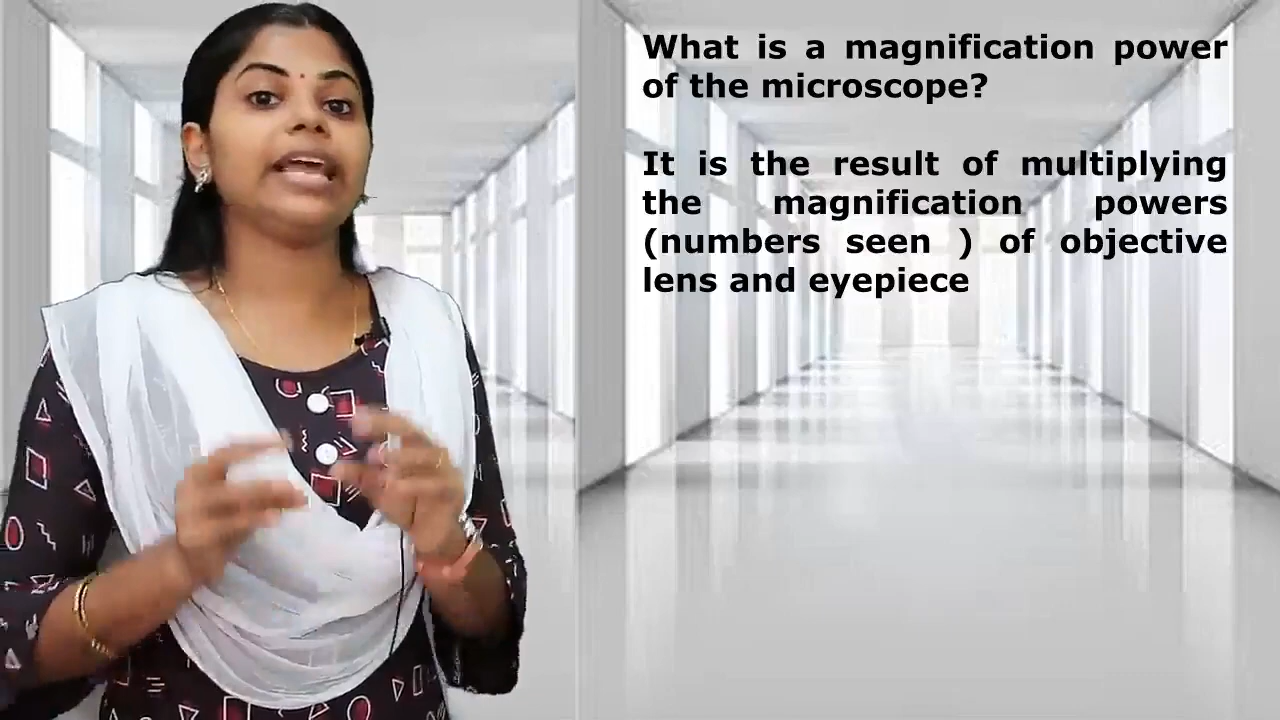 What is a magnification power
of the microscope?
It is the result of multiplying
the magnification powers
(numbers seen ) of objective
lens and eyepiece